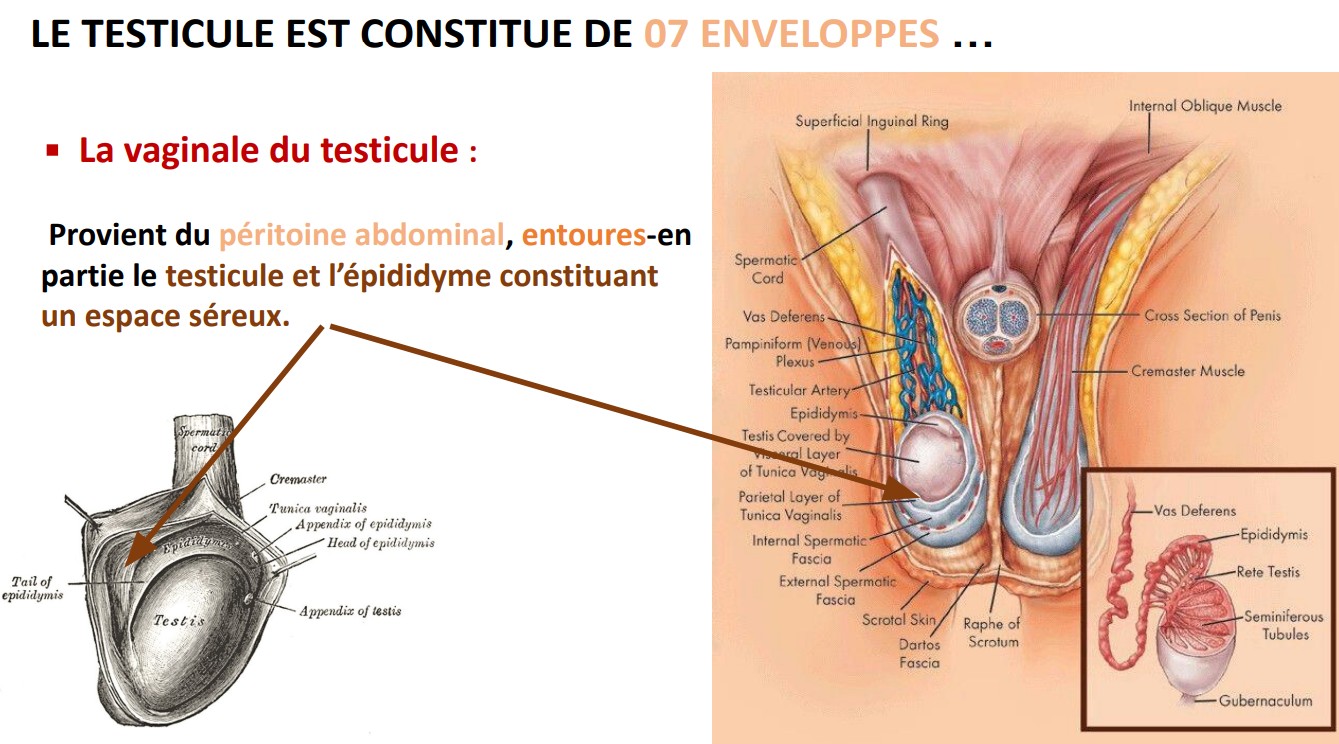 LE TESTICULE EST CONSTITUE DE 07 ENVELOPPES …
▪ La vaginale du testicule :
Provient du péritoine abdominal, entoures-en
partie le testicule et l’épididyme constituant
un espace séreux.
Spermatic
cord
Cremaster
Tunica vaginalis
Appendix of epididymis
Head of epididymis
Epididymis
Tail of
epididymis
Testis
Appendix of testis
Internal Oblique Muscle
Superficial Inguinal Ring
Spermatic
Cord
Vas Deferens
Pampiniform (Venous)
Plexus
Testicular Artery
Epididymis
Testis Covered by
Visceral Layer
of Tunica Vaginalis
Parietal Layer of
Tunica Vaginalis
Internal Spermatic
Fascia
External Spermatic
Fascia
Scrotal Skin
Dartos
Fascia
Raphe of
Scrotum
Cross Section of Penis
Cremaster Muscle
Vas Deferens
Epididymis
Rete Testis
Seminiferous
Tubules
Gubernaculum